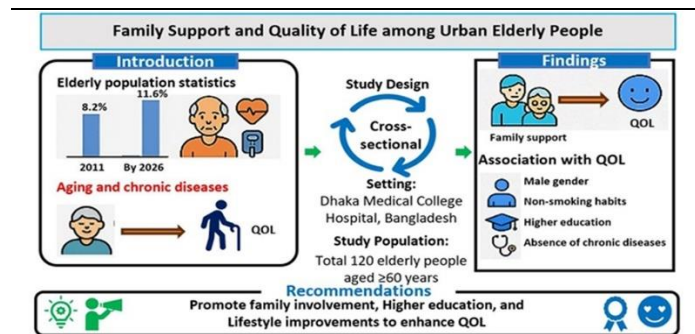 Family Support and Quality of Life among Urban Elderly People
Introduction
Elderly population statistics
8.2%
11.6%
2011
By 2026
Aging and chronic diseases
QOL
Study Design
Cross-
sectional
Setting:
Dhaka Medical College
Hospital, Bangladesh
Study Population:
Total 120 elderly people
aged ≥60 years
Findings
Family support
QOL
Association with QOL
Male gender
Non-smoking habits
Higher education
Absence of chronic diseases
Recommendations
Promote family involvement, Higher education, and
Lifestyle improvements to enhance QOL